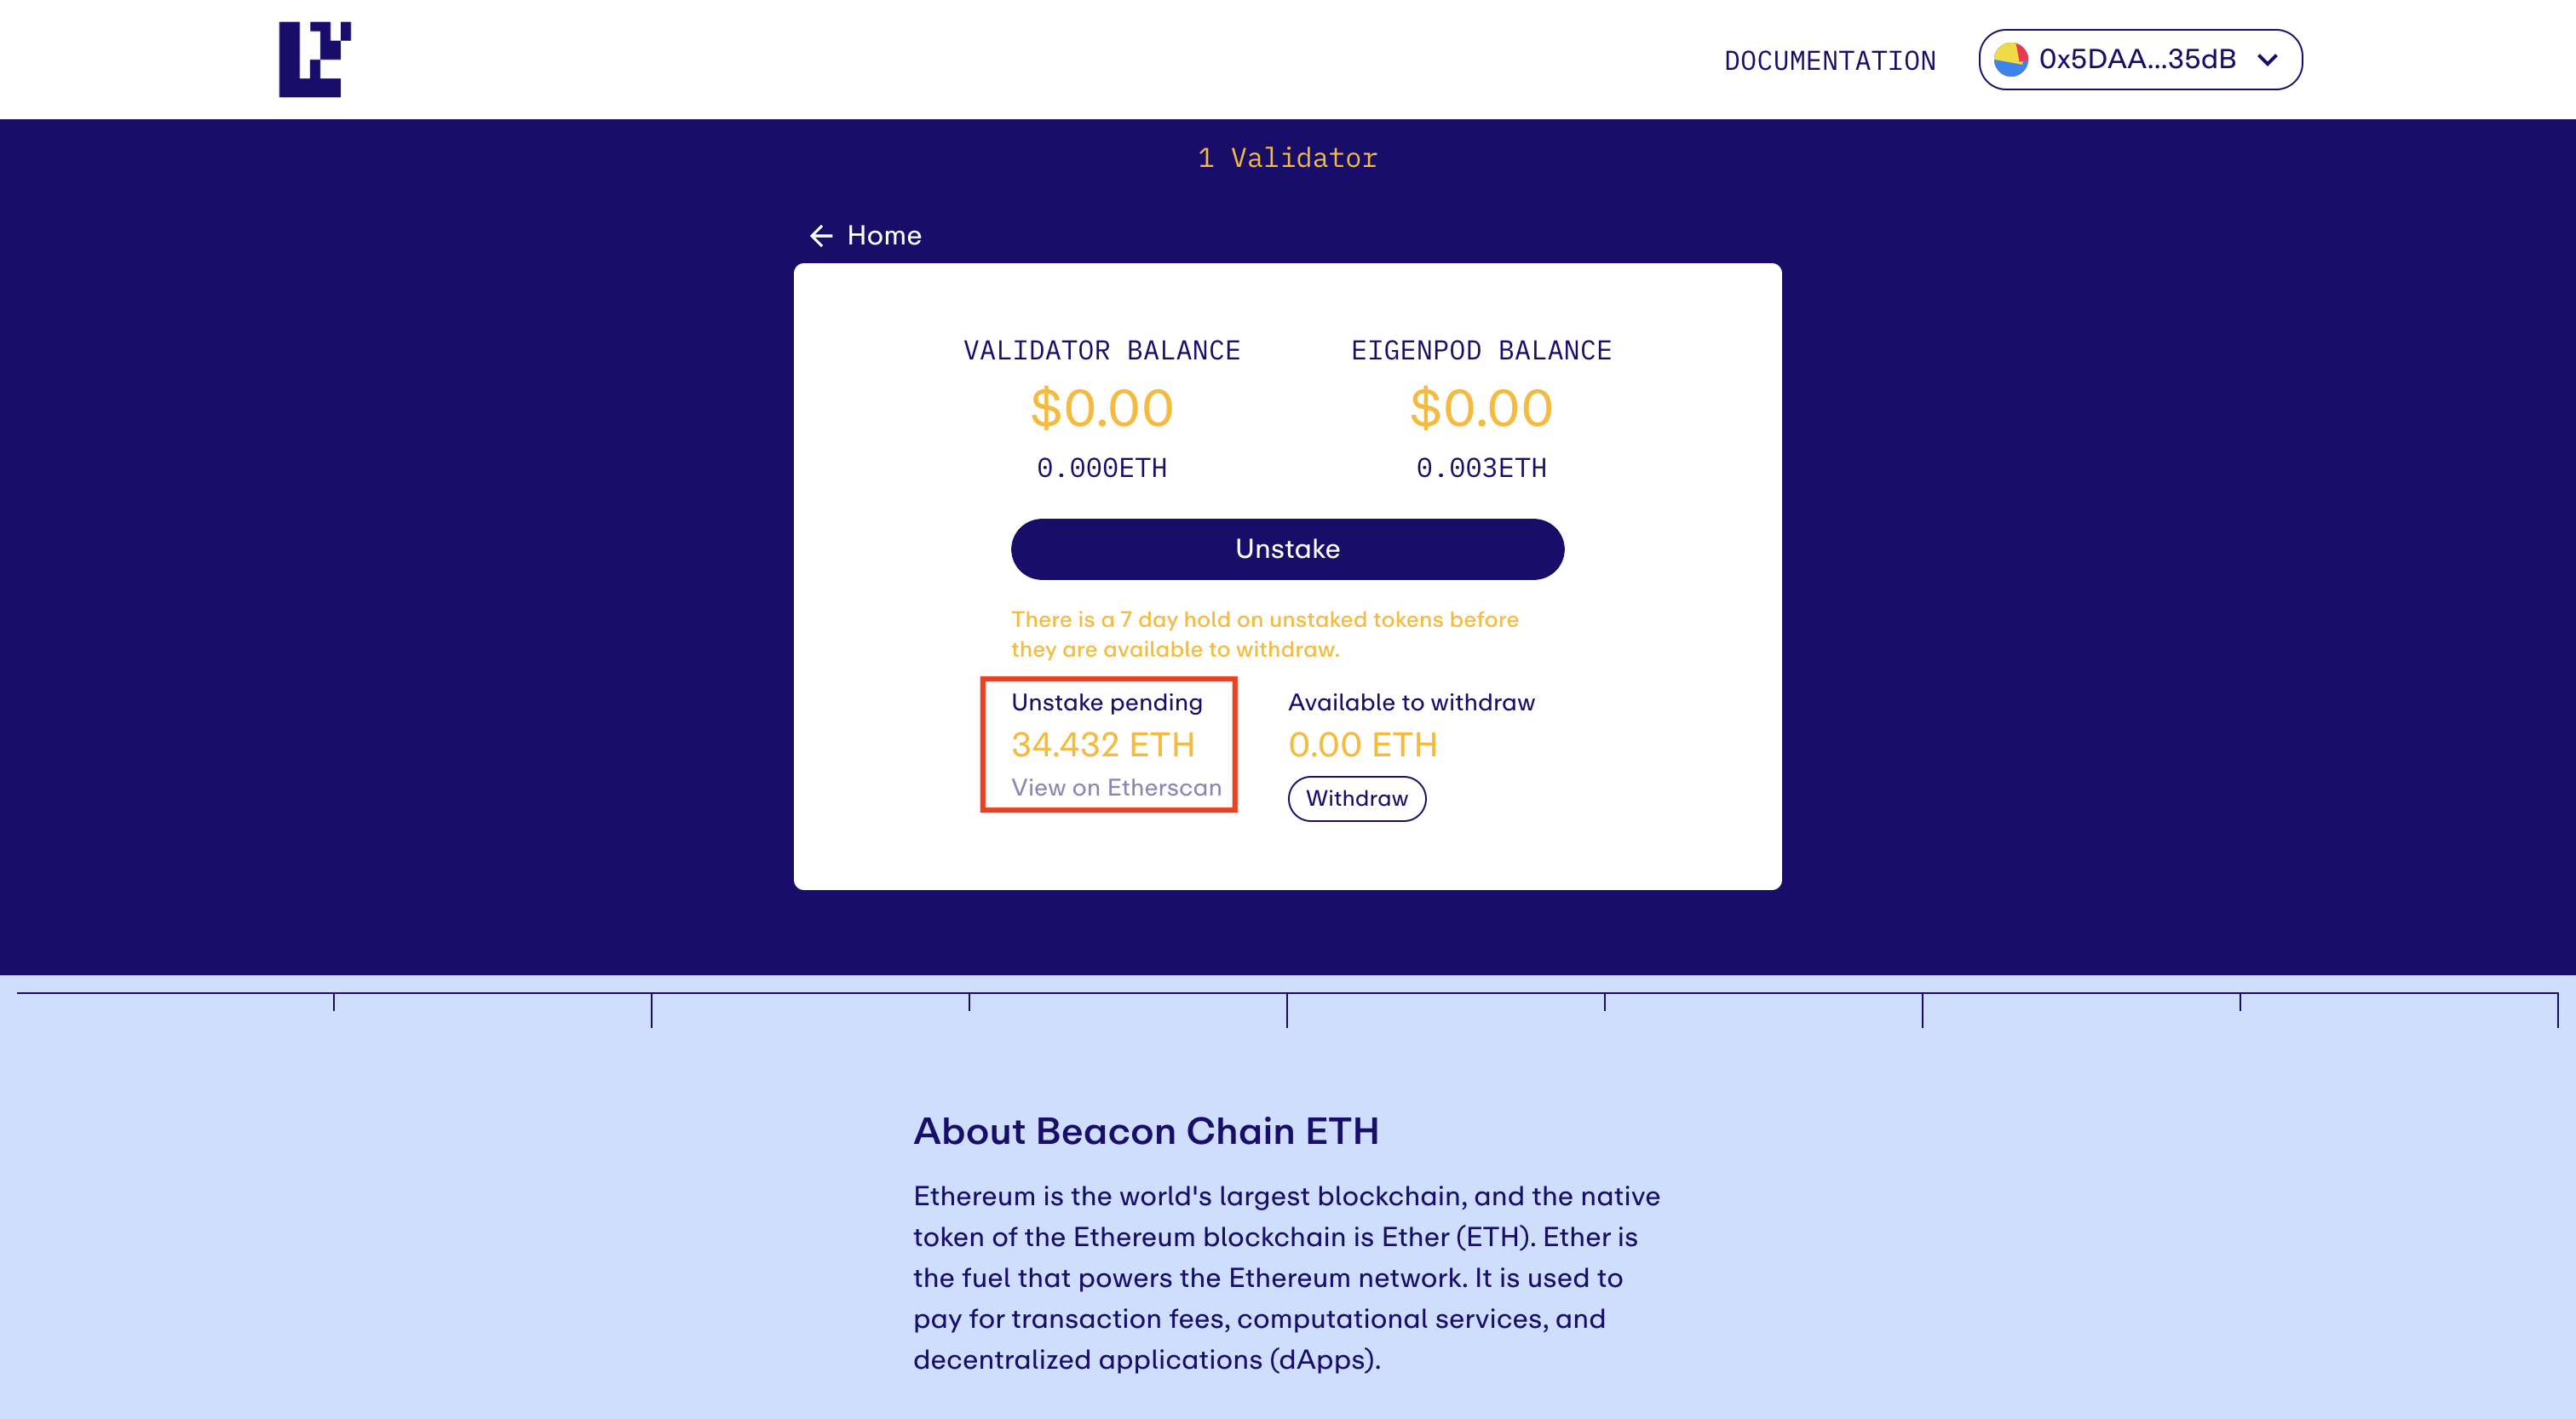 DOCUMENTATION
0x5DAA...35dB
1 Validator
Home
VALIDATOR BALANCE
$0.00
0.000ETH
EIGENPOD BALANCE
$0.00
0.003ETH
Unstake
There is a 7 day hold on unstaked tokens before
they are available to withdraw.
Unstake pending
34.432 ETH
View on Etherscan
Available to withdraw
0.00 ETH
Withdraw
About Beacon Chain ETH
Ethereum is the world's largest blockchain, and the native
token of the Ethereum blockchain is Ether (ETH). Ether is
the fuel that powers the Ethereum network. It is used to
pay for transaction fees, computational services, and
decentralized applications (dApps).